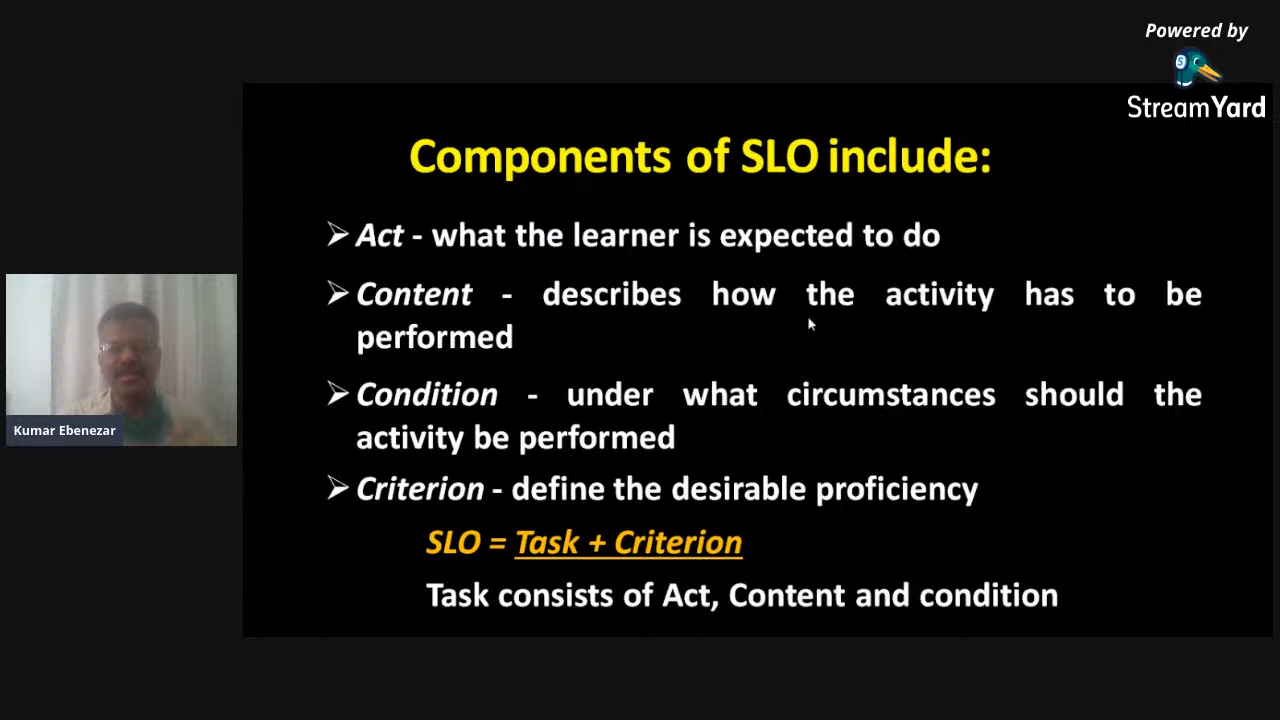 Powered by
StreamYard
Components of SLO include:
➢ Act - what the learner is expected to do
➢ Content - describes how the activity has to be
performed
➢ Condition - under what circumstances should the
activity be performed
➢ Criterion - define the desirable proficiency
SLO = Task + Criterion
Task consists of Act, Content and condition
Kumar Ebenezar